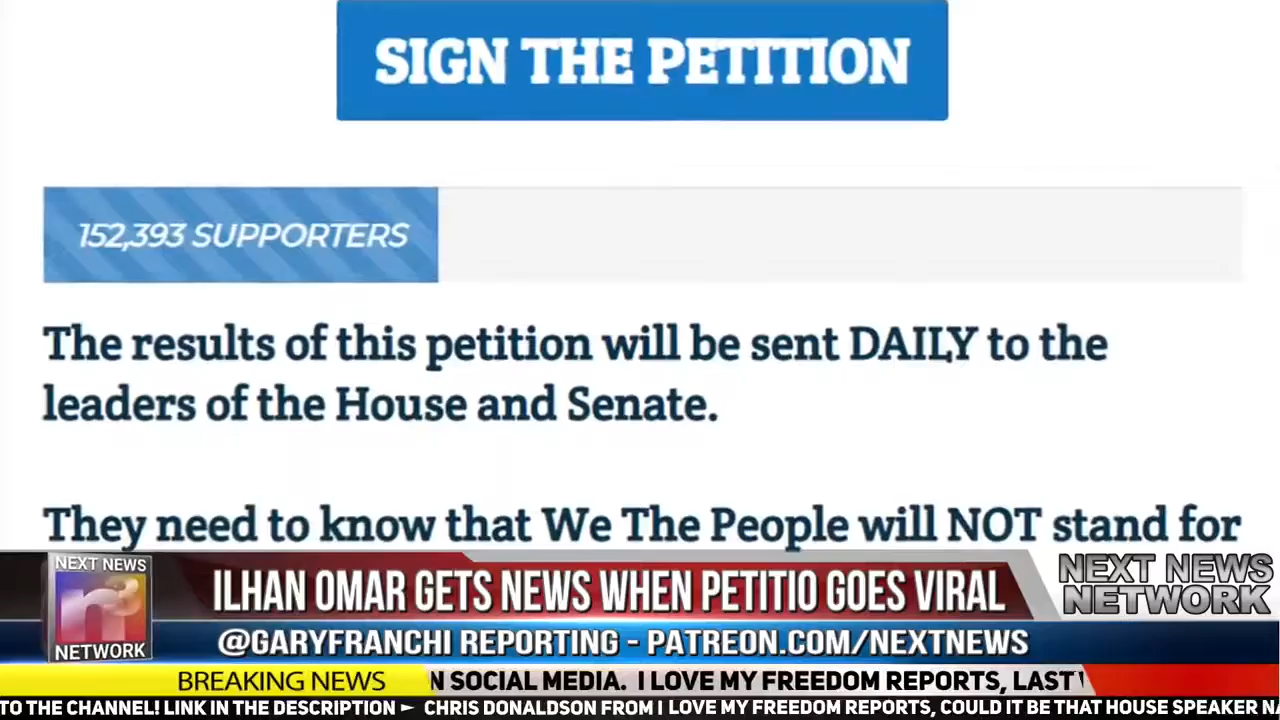 SIGN THE PETITION
152,393 SUPPORTERS
The results of this petition will be sent DAILY to the
leaders of the House and Senate.
They need to know that We The People will NOT stand for
NEXT NEWS
n
NETWORK
ILHAN OMAR GETS NEWS WHEN PETITIO GOES VIRAL
@GARYFRANCHI REPORTING - PATREON.COM/NEXTNEWS
NEXT NEWS
NETWORK
BREAKING NEWS
N SOCIAL MEDIA. I LOVE MY FREEDOM REPORTS, LAST
TO THE CHANNEL! LINK IN THE DESCRIPTION ► CHRIS DONALDSON FROM I LOVE MY FREEDOM REPORTS, COULD IT BE THAT HOUSE SPEAKER NA